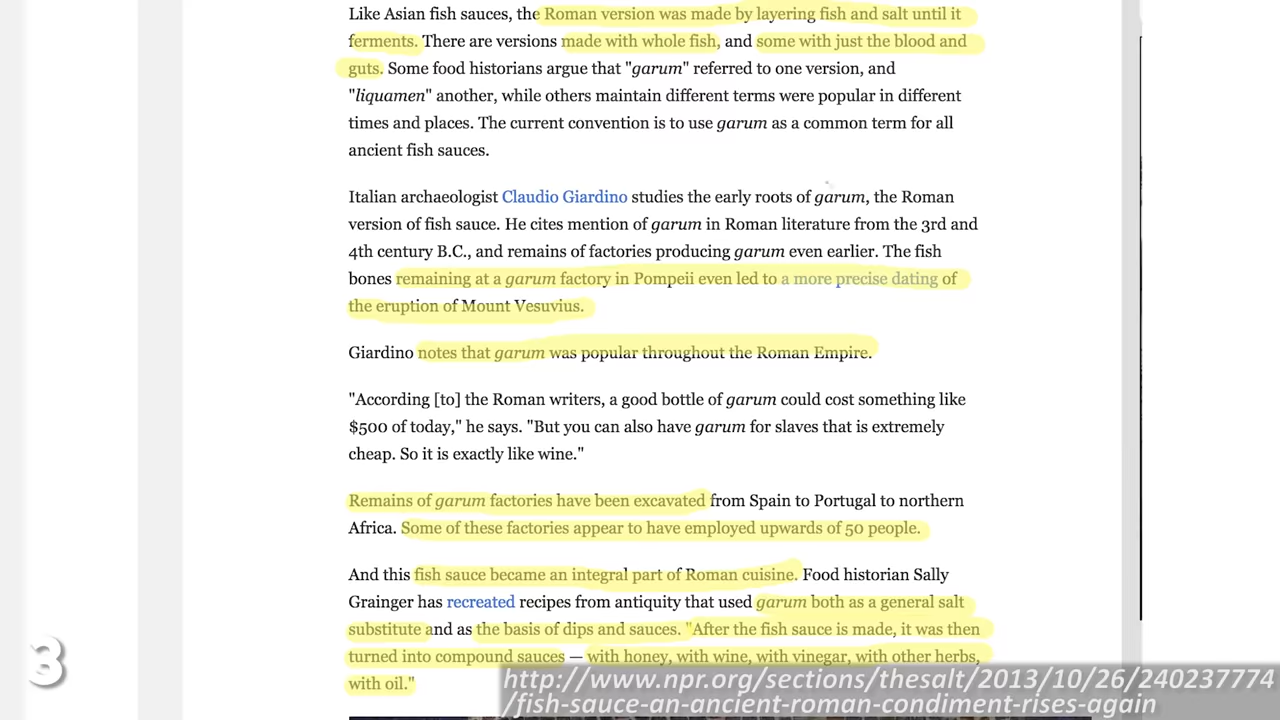 Like Asian fish sauces, the Roman version was made by layering fish and salt until it
ferments. There are versions made with whole fish, and some with just the blood and
guts. Some food historians argue that "garum" referred to one version, and
"liquamen" another, while others maintain different terms were popular in different
times and places. The current convention is to use garum as a common term for all
ancient fish sauces.
Italian archaeologist Claudio Giardino studies the early roots of garum, the Roman
version of fish sauce. He cites mention of garum in Roman literature from the 3rd and
4th century B.C., and remains of factories producing garum even earlier. The fish
bones remaining at a garum factory in Pompeii even led to a more precise dating of
the eruption of Mount Vesuvius.
Giardino notes that garum was popular throughout the Roman Empire.
"According [to] the Roman writers, a good bottle of garum could cost something like
$500 of today," he says. "But you can also have garum for slaves that is extremely
cheap. So it is exactly like wine."
Remains of garum factories have been excavated from Spain to Portugal to northern
Africa. Some of these factories appear to have employed upwards of 50 people.
And this fish sauce became an integral part of Roman cuisine. Food historian Sally
Grainger has recreated recipes from antiquity that used garum both as a general salt
substitute and as the basis of dips and sauces. "After the fish sauce is made, it was then
turned into compound sauces — with honey, with wine, with vinegar, with other herbs,
with oil."
3
http://www.npr.org/sections/thesalt/2013/10/26/240237774
/fish-sauce-an-ancient-roman-condiment-rises-again